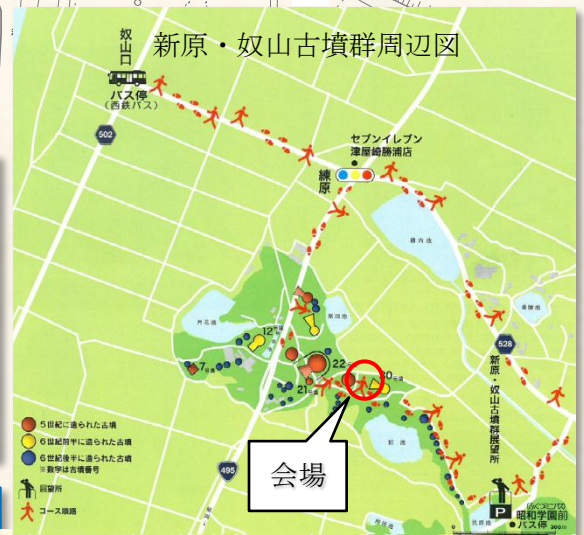 新原・奴山古墳群周辺図
奴山口
バス停
(西鉄バス)
502
セブンイレブン
津屋崎勝浦店
練原
528
新原・奴山古墳群展望所
12
7
22
21
30
495
5世紀に造られた古墳
6世紀前半に造られた古墳
6世紀後半に造られた古墳
※数字は古墳番号
展望所
コース順路
会場
P
昭和学園前
バス停
300m